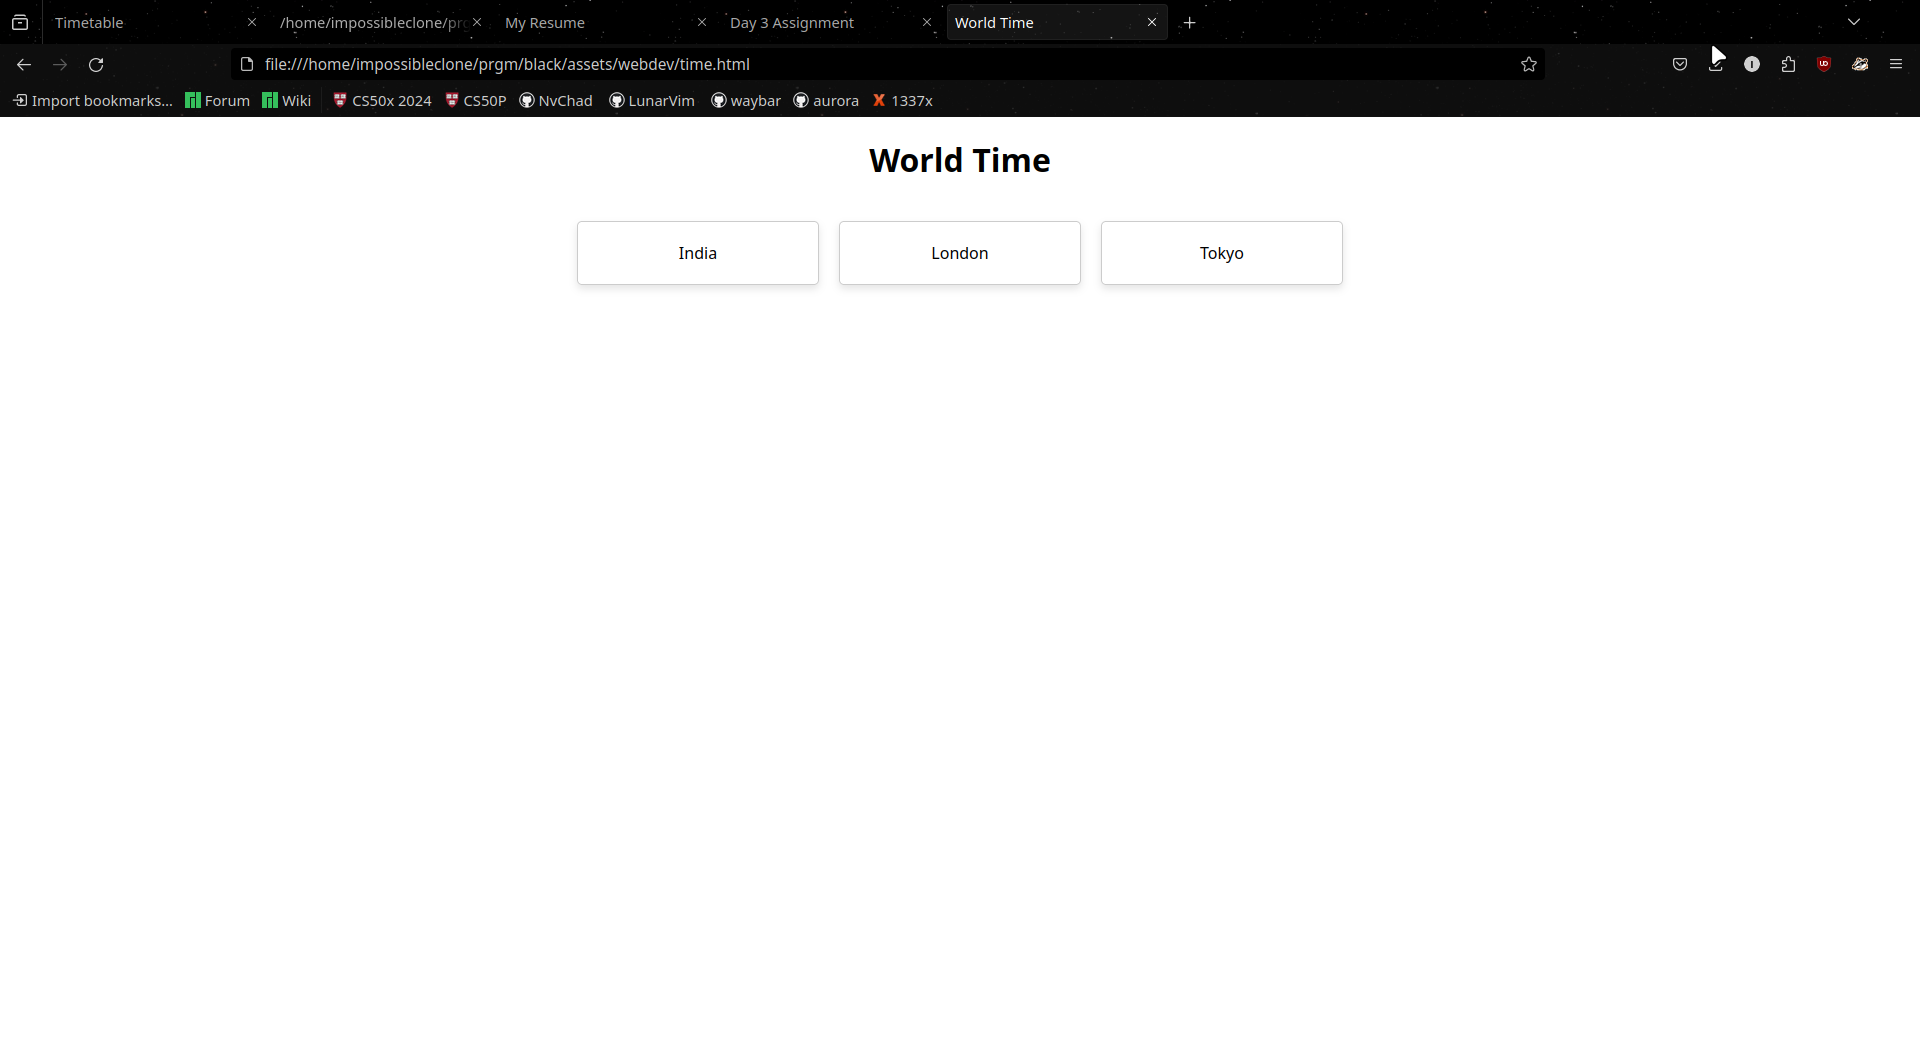 Timetable /home/impossibleclone/prg My Resume Day 3 Assignment World Time
file:///home/impossibleclone/prgm/black/assets/webdev/time.html
Import bookmarks... Forum Wiki CS50x 2024 CS50P NvChad LunarVim waybar aurora 1337x
World Time
India London Tokyo